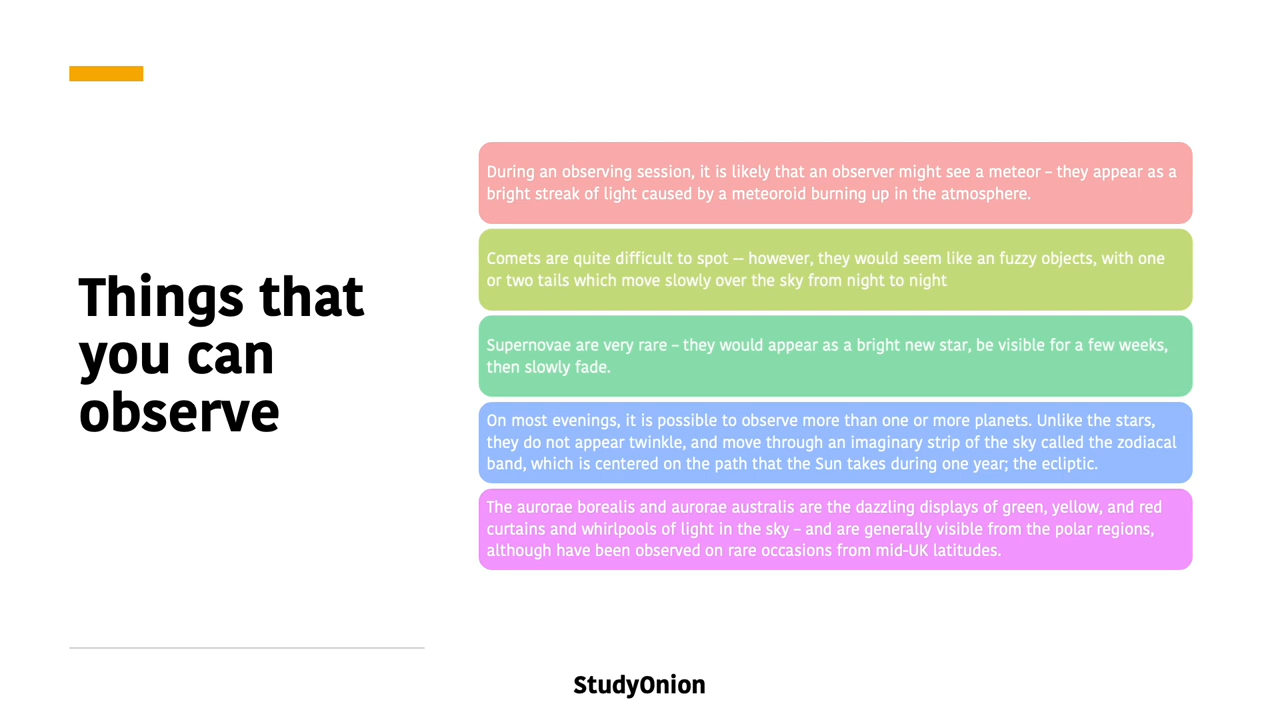 Things that
you can
observe
During an observing session, it is likely that an observer might see a meteor – they appear as a
bright streak of light caused by a meteoroid burning up in the atmosphere.
Comets are quite difficult to spot -- however, they would seem like an fuzzy objects, with one
or two tails which move slowly over the sky from night to night
Supernovae are very rare – they would appear as a bright new star, be visible for a few weeks,
then slowly fade.
On most evenings, it is possible to observe more than one or more planets. Unlike the stars,
they do not appear twinkle, and move through an imaginary strip of the sky called the zodiacal
band, which is centered on the path that the Sun takes during one year; the ecliptic.
The aurorae borealis and aurorae australis are the dazzling displays of green, yellow, and red
curtains and whirlpools of light in the sky – and are generally visible from the polar regions,
although have been observed on rare occasions from mid-UK latitudes.
StudyOnion